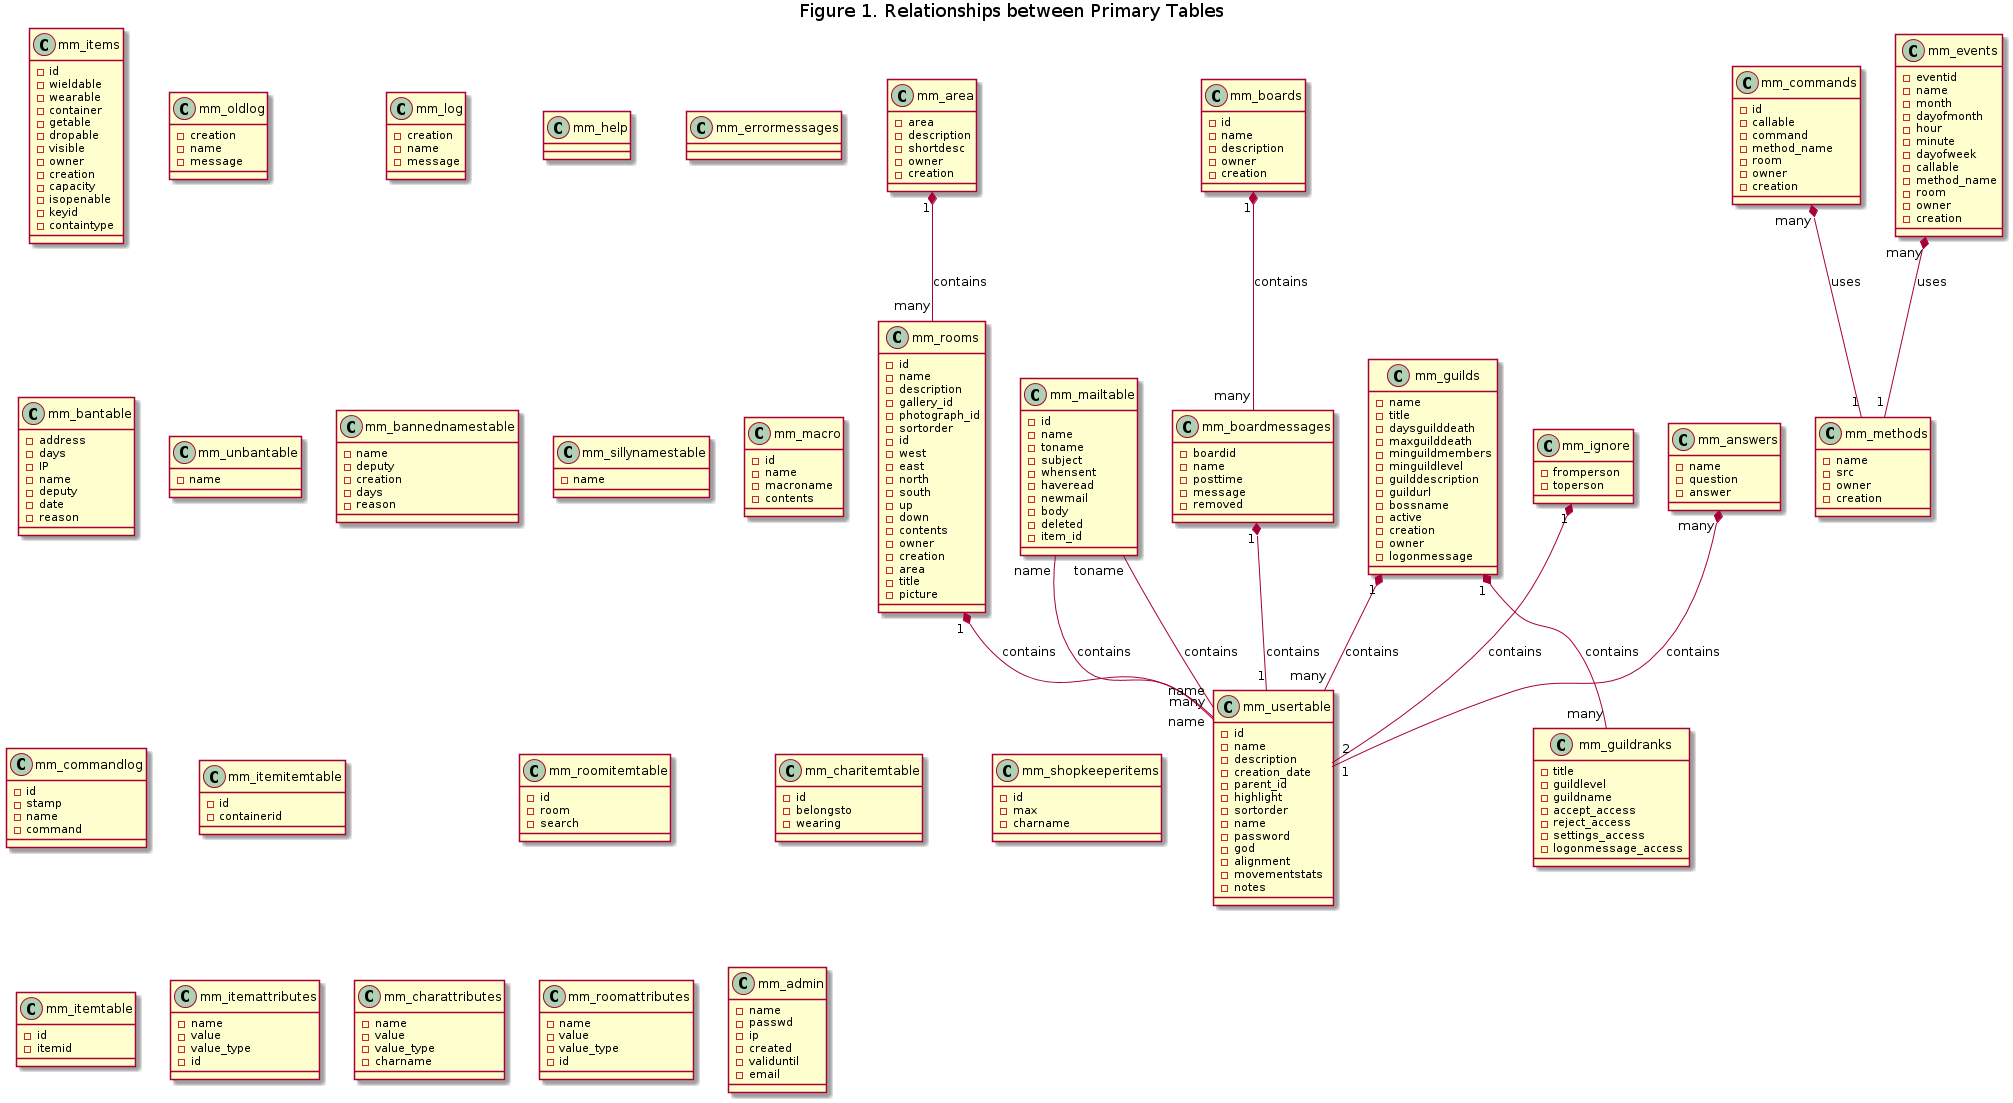 Figure 1. Relationships between Primary Tables
C mm_items
id
wieldable
wearable
container
getable
dropable
visible
owner
creation
capacity
isopenable
keyid
containtype
C mm_oldlog
creation
name
message
C mm_log
creation
name
message
C mm_help
C mm_errormessages
C mm_area
area
description
shortdesc
owner
creation
C mm_boards
id
name
description
owner
creation
C mm_commands
id
callable
command
method_name
room
owner
creation
C mm_events
eventid
name
month
dayofmonth
hour
minute
dayofweek
callable
method_name
room
owner
creation
1
contains
many
1
contains
many
many
uses
1
many
uses
1
C mm_bantable
address
days
IP
name
deputy
date
reason
C mm_unbantable
name
C mm_bannednamestable
name
deputy
creation
days
reason
C mm_sillynamestable
name
C mm_macro
id
name
macroname
contents
C mm_rooms
id
name
description
gallery_id
photograph_id
sortorder
id
west
east
north
south
up
down
contents
owner
creation
area
title
picture
C mm_mailtable
id
name
toname
subject
whensent
haveread
newmail
body
deleted
item_id
C mm_boardmessages
boardid
name
posttime
message
removed
C mm_guilds
name
title
daysguilddeath
maxguilddeath
minguildmembers
minguildlevel
guilddescription
guildurl
bossname
active
creation
owner
logonmessage
C mm_ignore
fromperson
toperson
C mm_answers
name
question
answer
C mm_methods
name
src
owner
creation
1
contains
many
name
contains
name
toname
contains
name
1
contains
1
1
contains
many
1
contains
many
1
contains
2
many
contains
1
C mm_commandlog
id
stamp
name
command
C mm_itemitemtable
id
containerid
C mm_roomitemtable
id
room
search
C mm_charitemtable
id
belongsto
wearing
C mm_shopkeeperitems
id
max
charname
C mm_usertable
id
name
description
creation_date
parent_id
highlight
sortorder
name
password
god
alignment
movementstats
notes
C mm_guildranks
title
guildlevel
guildname
accept_access
reject_access
settings_access
logonmessage_access
C mm_itemtable
id
itemid
C mm_itemattributes
name
value
value_type
id
C mm_charattributes
name
value
value_type
charname
C mm_roomattributes
name
value
value_type
id
C mm_admin
name
passwd
ip
created
validuntil
email